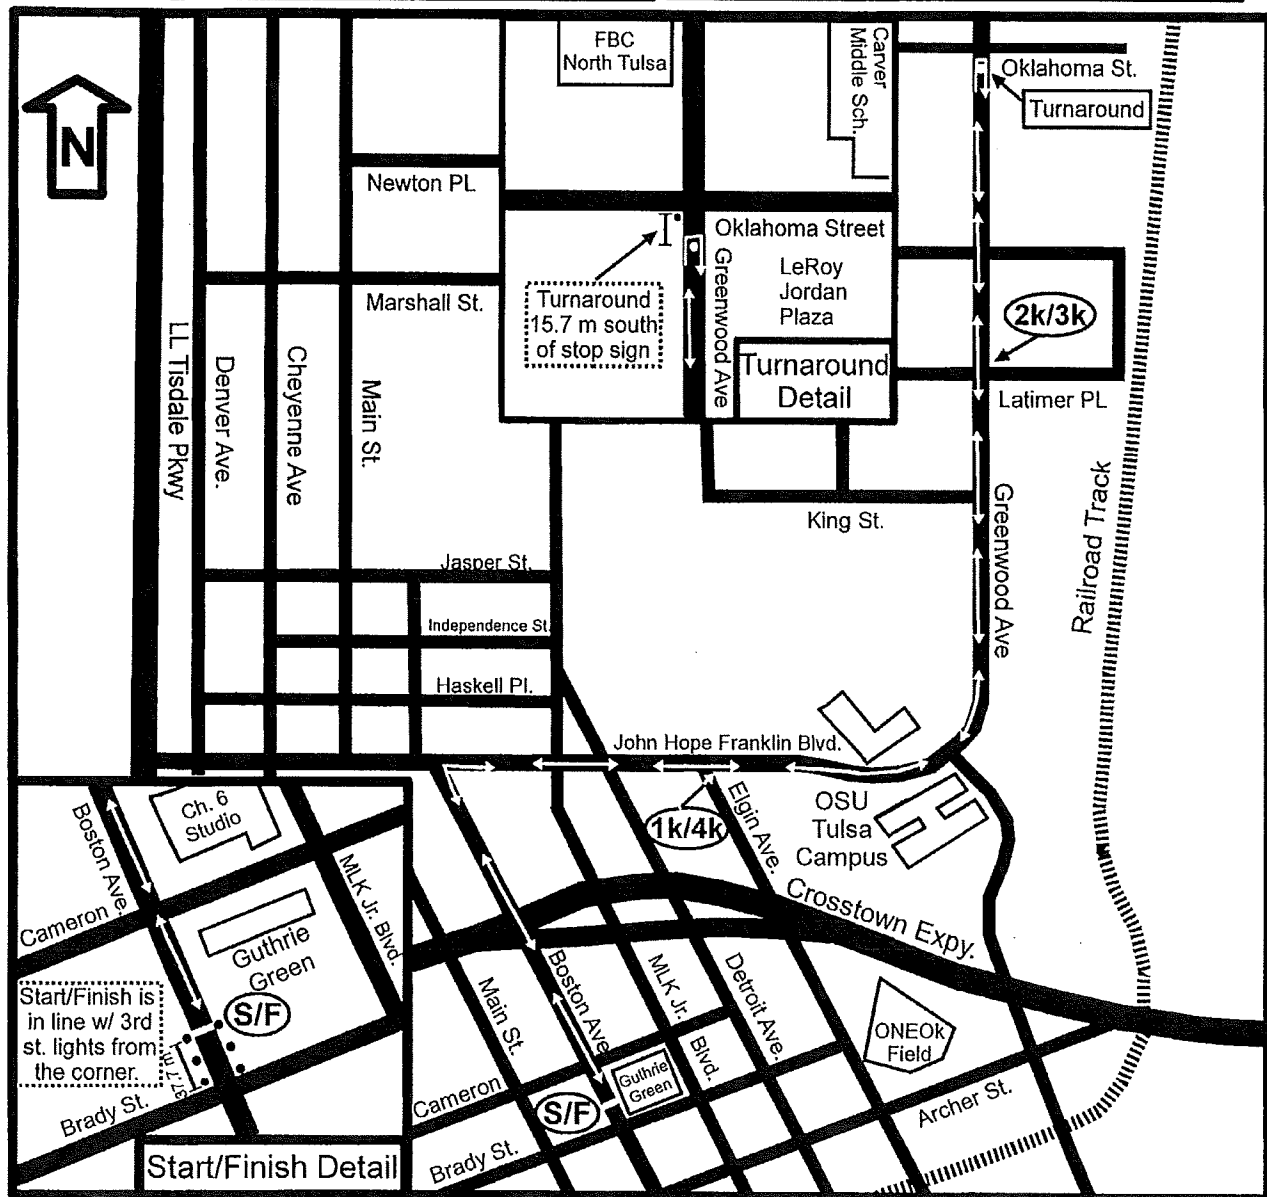 FBC
North Tulsa
Carver
Middle Sch.
Oklahoma St.
Turnaround
N
Newton PL
Oklahoma Street
LeRoy
Jordan
Plaza
Greenwood Ave
Turnaround
15.7 m south
of stop sign
Turnaround
Detail
Marshall St.
2k/3k
Latimer PL
LL Tisdale Pkwy
Denver Ave.
Cheyenne Ave
Main St.
King St.
Greenwood Ave
Railroad Track
Jasper St.
Independence St.
Haskell Pl.
John Hope Franklin Blvd.
1k/4k
Elgin Ave.
OSU
Tulsa
Campus
Crosstown Expy.
Boston Ave.
Ch. 6
Studio
MLK Jr. Blvd.
Cameron
Guthrie
Green
Start/Finish is
in line w/ 3rd
st. lights from
the corner.
S/F
37.7 m
Brady St.
Start/Finish Detail
Main St.
Boston Ave
MLK Jr.
Blvd.
Detroit Ave.
ONEOk
Field
Cameron
Guthrie
Green
S/F
Brady St.
Archer St.